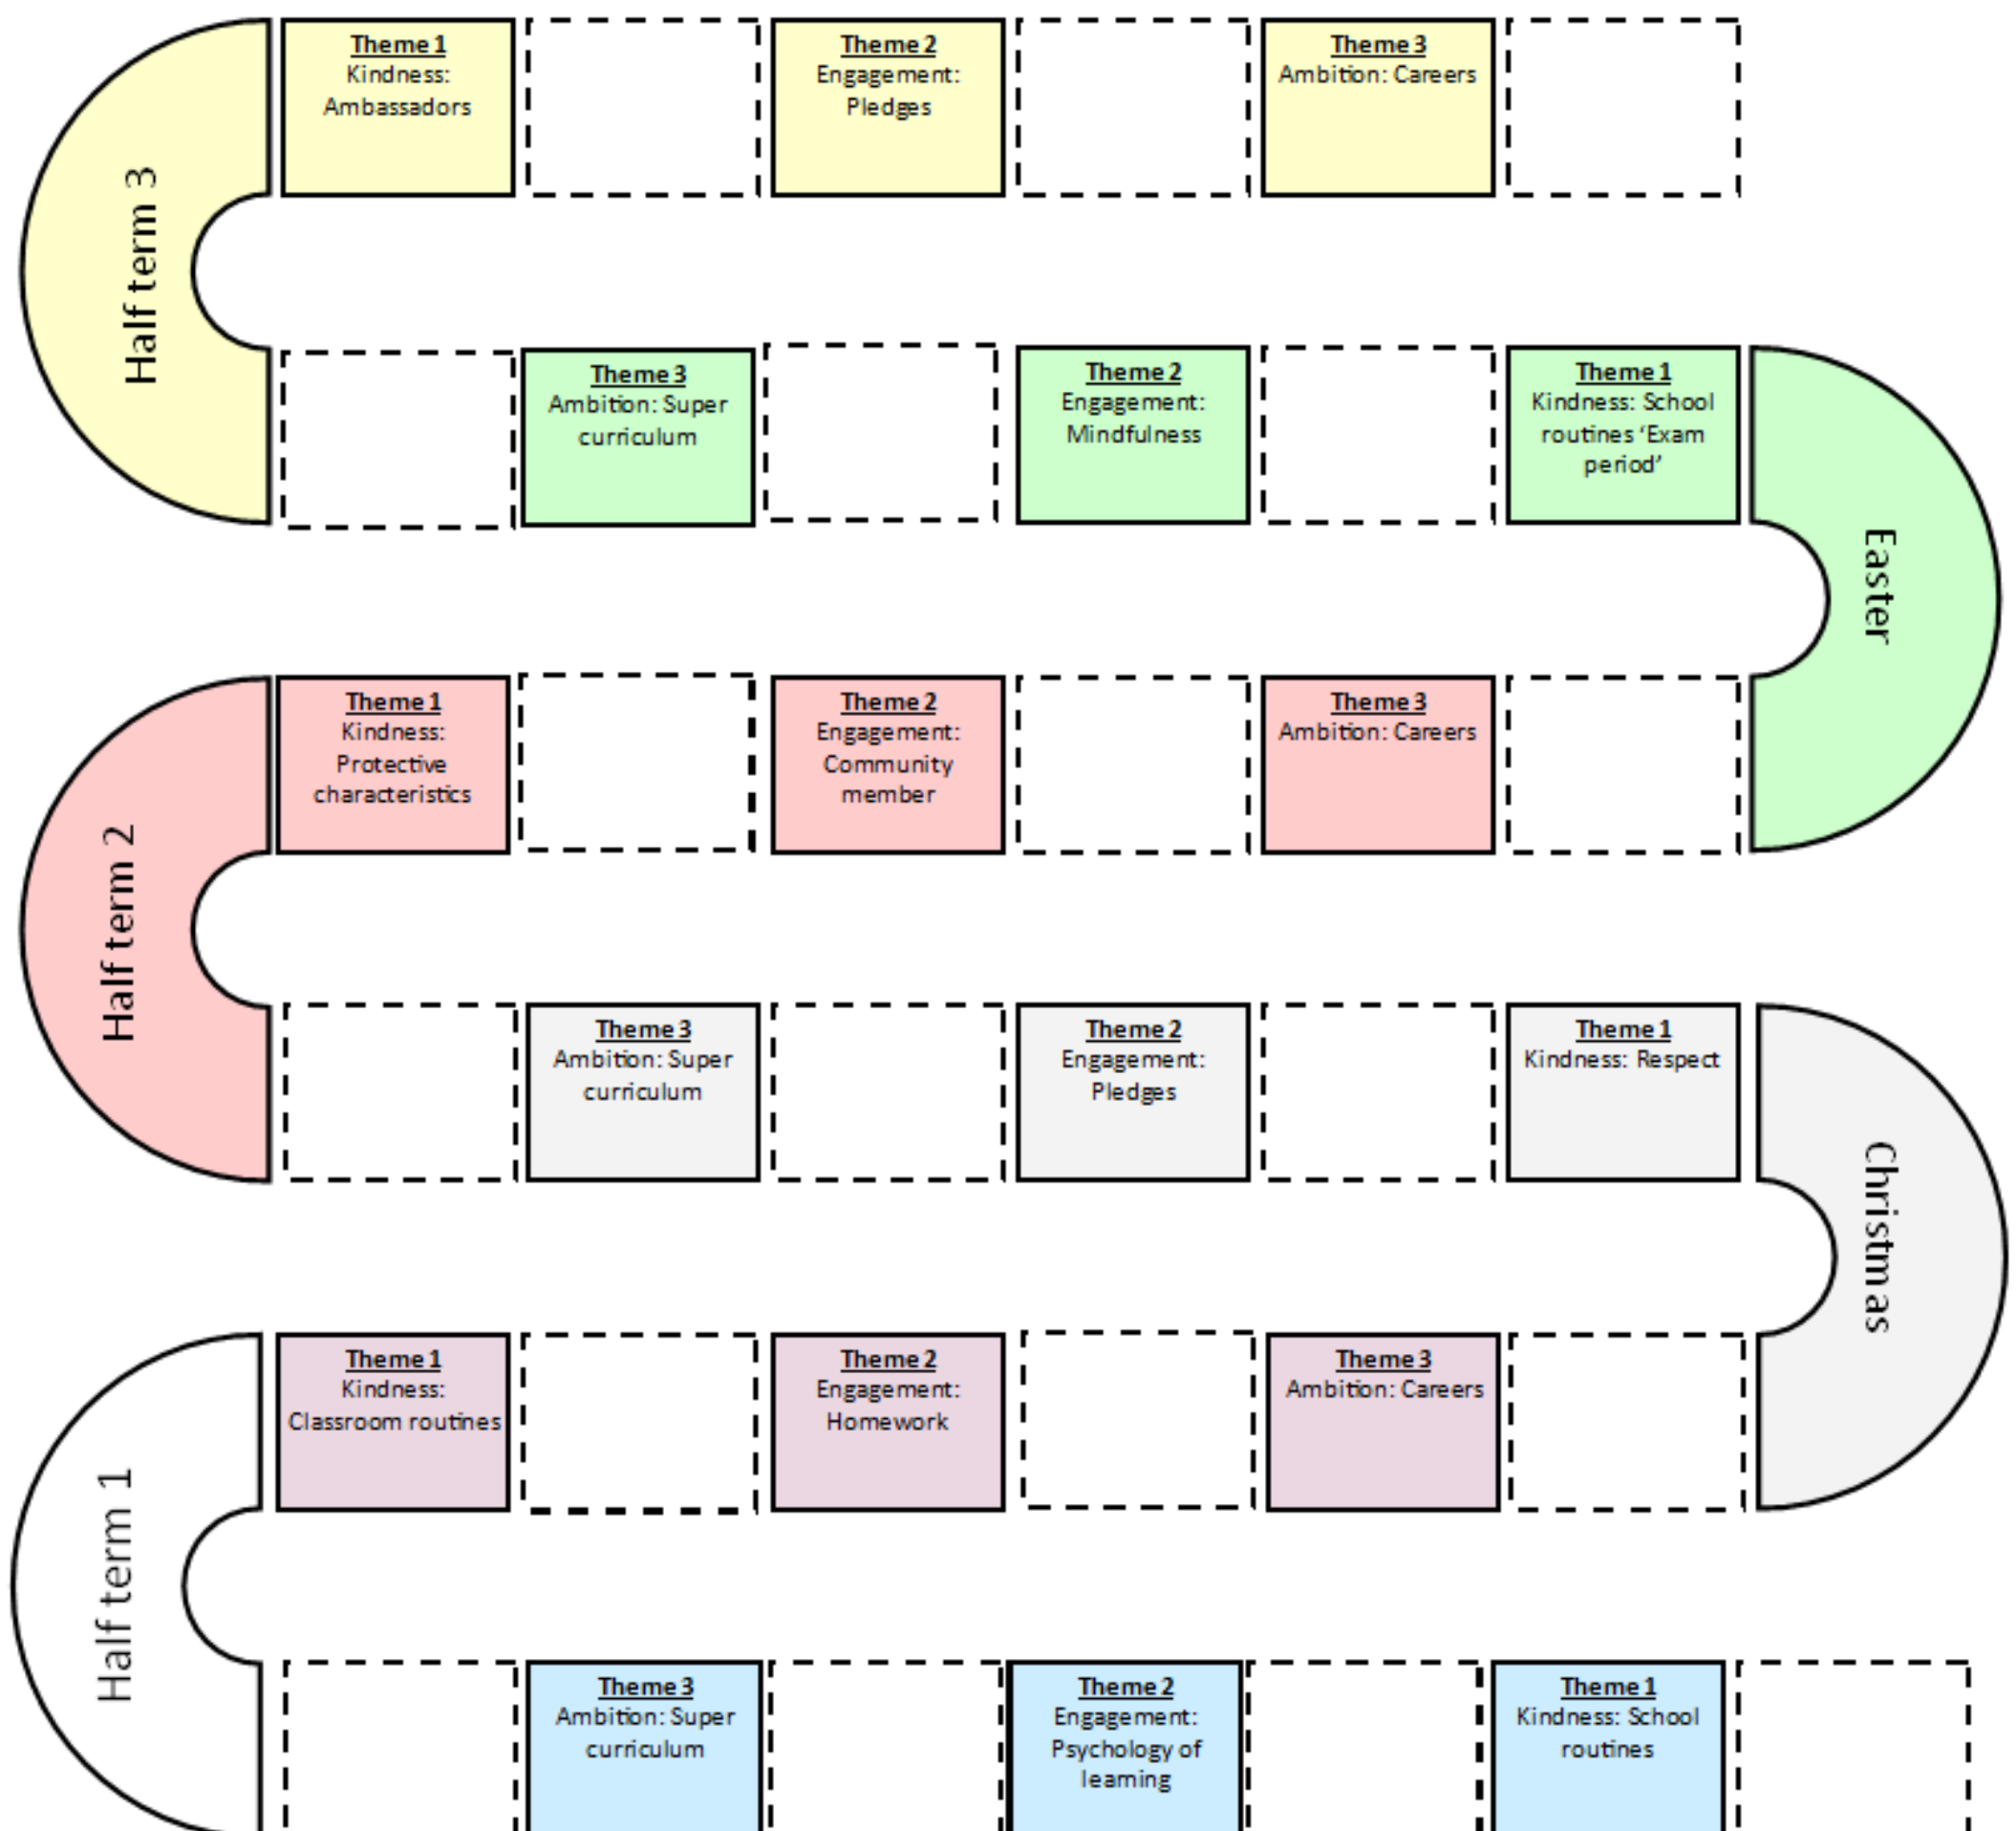 Theme 1
Kindness:
Ambassadors
Theme 2
Engagement:
Pledges
Theme 3
Ambition: Careers
Half term 3
Theme 3
Ambition: Super
curriculum
Theme 2
Engagement:
Mindfulness
Theme 1
Kindness: School
routines ‘Exam
period’
Easter
Theme 1
Kindness:
Protective
characteristics
Theme 2
Engagement:
Community
member
Theme 3
Ambition: Careers
Half term 2
Theme 3
Ambition: Super
curriculum
Theme 2
Engagement:
Pledges
Theme 1
Kindness: Respect
Christmas
Theme 1
Kindness:
Classroom routines
Theme 2
Engagement:
Homework
Theme 3
Ambition: Careers
Half term 1
Theme 3
Ambition: Super
curriculum
Theme 2
Engagement:
Psychology of
learning
Theme 1
Kindness: School
routines